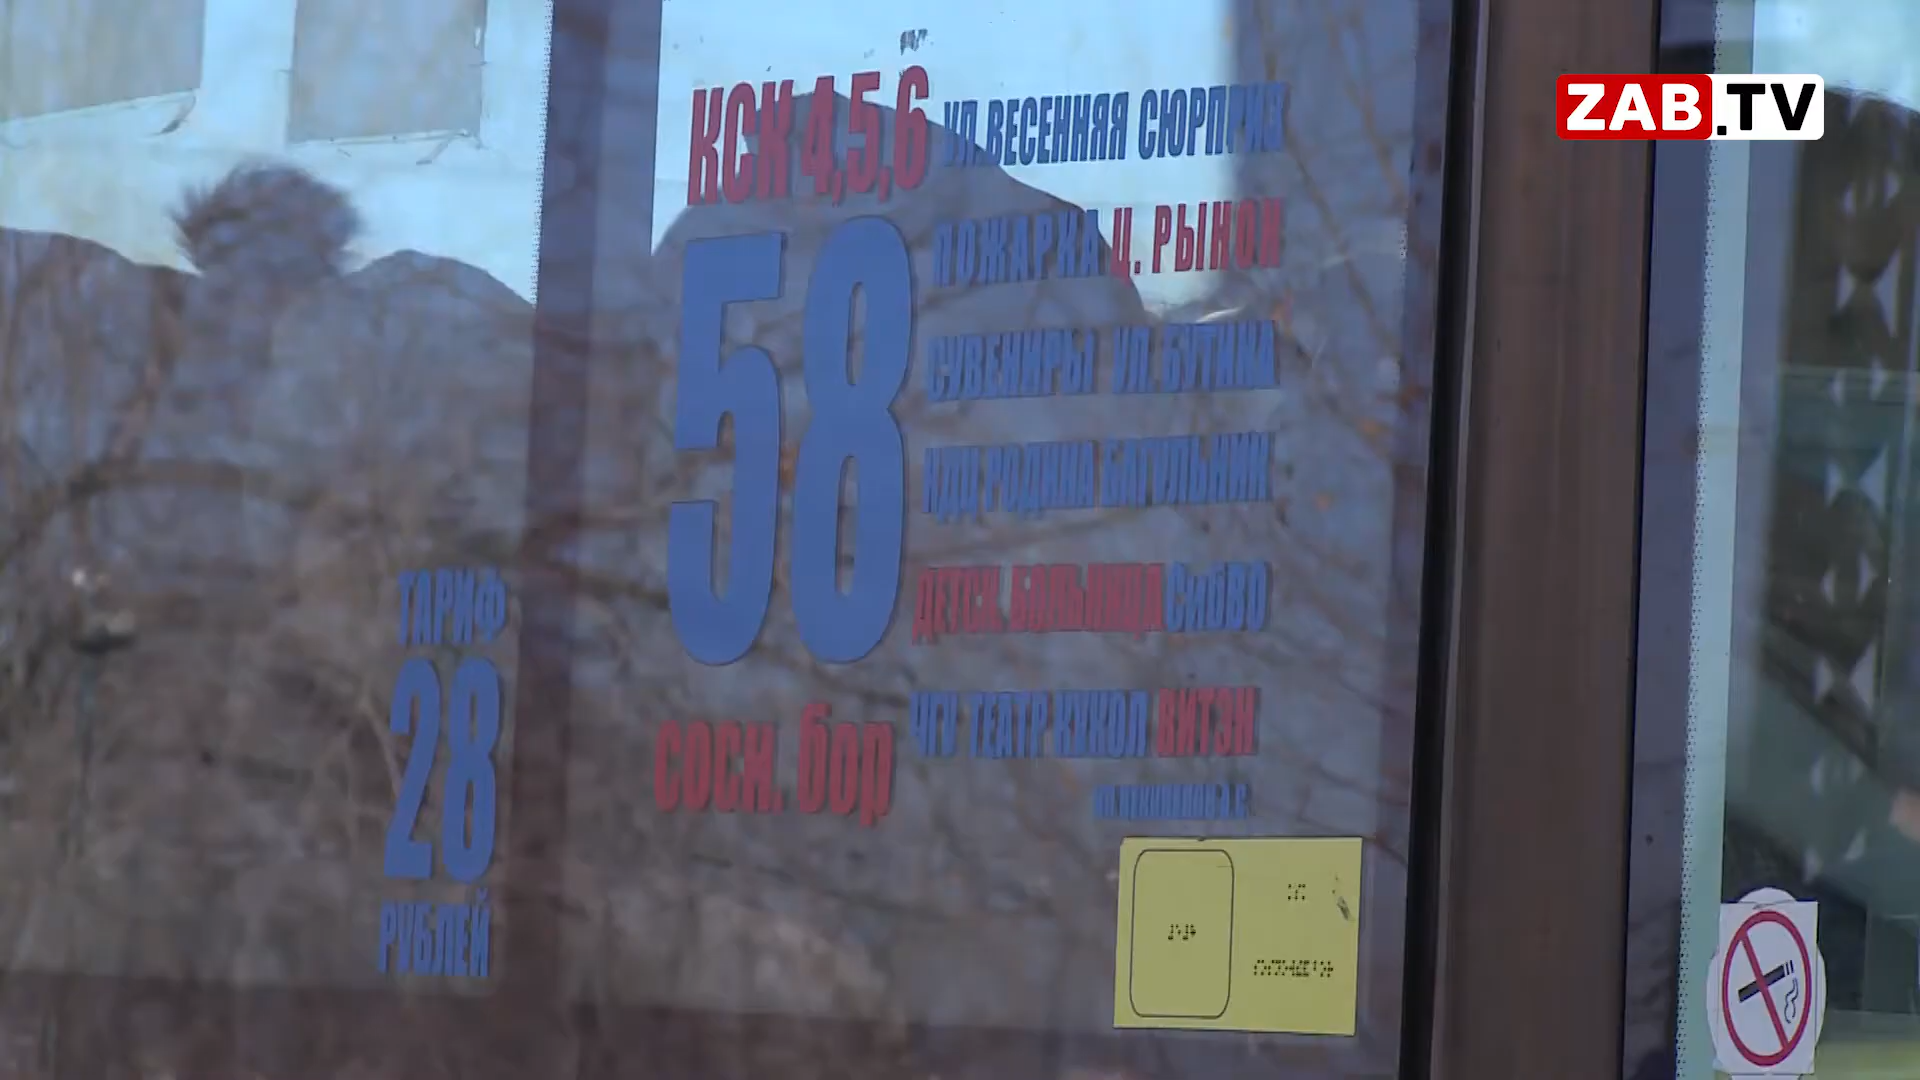 ZAB.TV
КСК 4,5,6 УЛ. ВЕСЕННЯЯ СЮРПРИЗ
ПОЖАРКА Ц. РЫНОК
58
СУВЕНИРЫ УЛ. БУТИНА
КДЦ РОДИНА БАГУЛЬНИК
ДЕТСК. БОЛЬНИЦА СибВО
СОСН. бор
ЧГУ ТЕАТР КУКОЛ ВИТЭН
ТАРИФ
28
РУБЛЕЙ